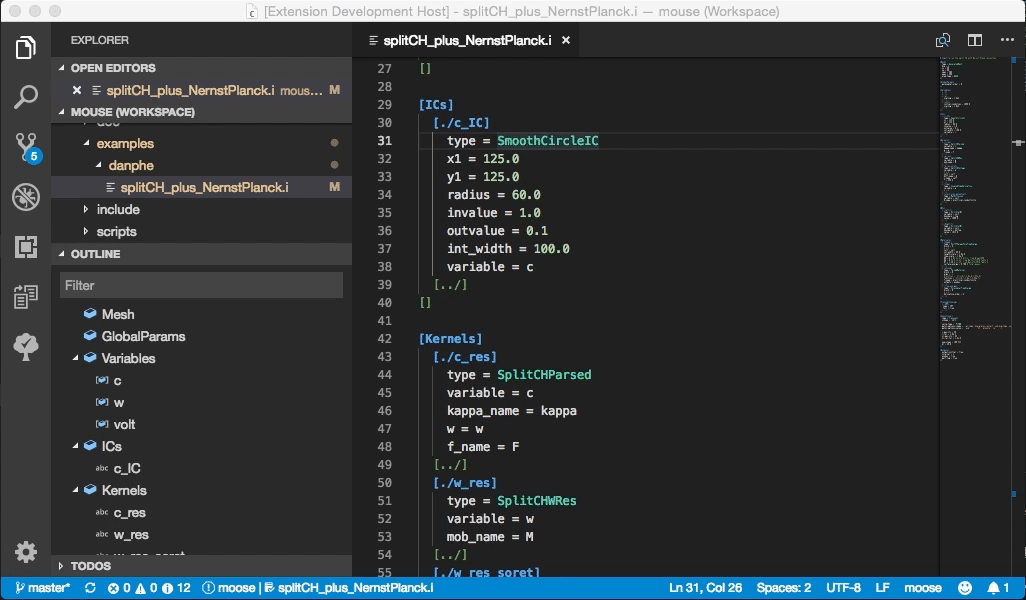 [Extension Development Host] - splitCH_plus_NernstPlanck.i — mouse (Workspace)
EXPLORER
OPEN EDITORS
splitCH_plus_NernstPlanck.i mous... M
MOUSE (WORKSPACE)
examples
danphe
splitCH_plus_NernstPlanck.i M
include
scripts
OUTLINE
Filter
Mesh
GlobalParams
Variables
c
w
volt
ICs
abc c_IC
Kernels
abc c_res
abc w_res
TODOS
5
splitCH_plus_NernstPlanck.i
27 []
28
29 [ICs]
30 [./c_IC]
31 type = SmoothCircleIC
32 x1 = 125.0
33 y1 = 125.0
34 radius = 60.0
35 invalue = 1.0
36 outvalue = 0.1
37 int_width = 100.0
38 variable = c
39 [../]
40 []
41
42 [Kernels]
43 [./c_res]
44 type = SplitCHParsed
45 variable = c
46 kappa_name = kappa
47 w = w
48 f_name = F
49 [../]
50 [./w_res]
51 type = SplitCHWRes
52 variable = w
53 mob_name = M
54 [../]
55 [./w_res_soret]
master* 0 0 12 moose | splitCH_plus_NernstPlanck.i Ln 31, Col 26 Spaces: 2 UTF-8 LF moose 1